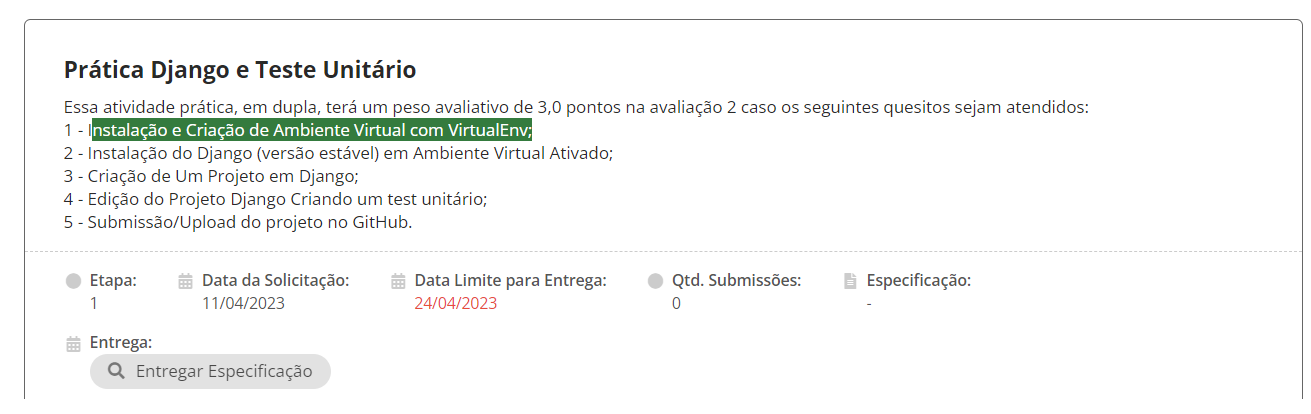 Prática Django e Teste Unitário
Essa atividade prática, em dupla, terá um peso avaliativo de 3,0 pontos na avaliação 2 caso os seguintes quesitos sejam atendidos:
1 - Instalação e Criação de Ambiente Virtual com VirtualEnv;
2 - Instalação do Django (versão estável) em Ambiente Virtual Ativado;
3 - Criação de Um Projeto em Django;
4 - Edição do Projeto Django Criando um test unitário;
5 - Submissão/Upload do projeto no GitHub.
Etapa: Data da Solicitação: Data Limite para Entrega: Qtd. Submissões: Especificação:
1 11/04/2023 24/04/2023 0 -
Entrega:
Entregar Especificação